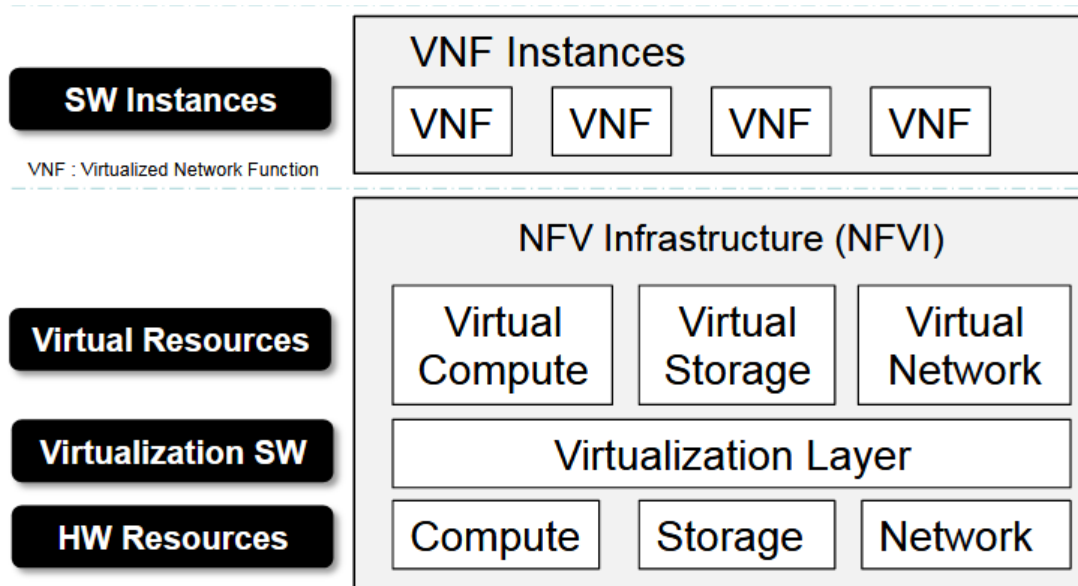 VNF Instances
SW Instances
VNF VNF VNF VNF
VNF : Virtualized Network Function
NFV Infrastructure (NFVI)
Virtual Resources
Virtual Compute
Virtual Storage
Virtual Network
Virtualization SW
Virtualization Layer
HW Resources
Compute Storage Network